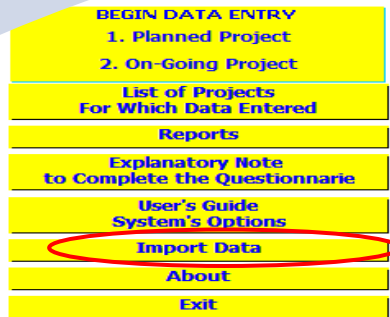 BEGIN DATA ENTRY
1. Planned Project
2. On-Going Project
List of Projects
For Which Data Entered
Reports
Explanatory Note
to Complete the Questionnarie
User's Guide
System's Options
Import Data
About
Exit